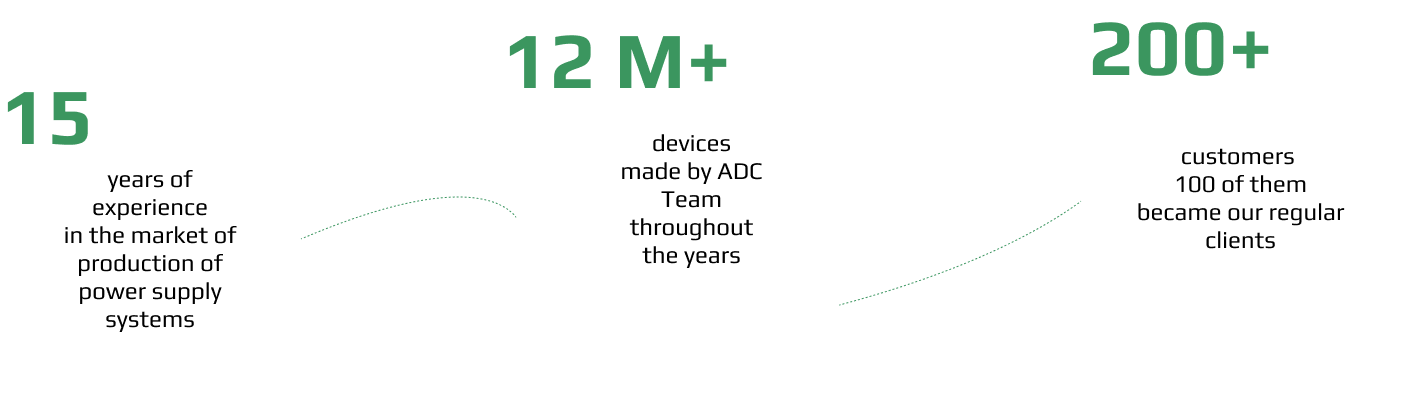 15
years of
experience
in the market of
production of
power supply
systems
12 M+
devices
made by ADC
Team
throughout
the years
200+
customers
100 of them
became our regular
clients